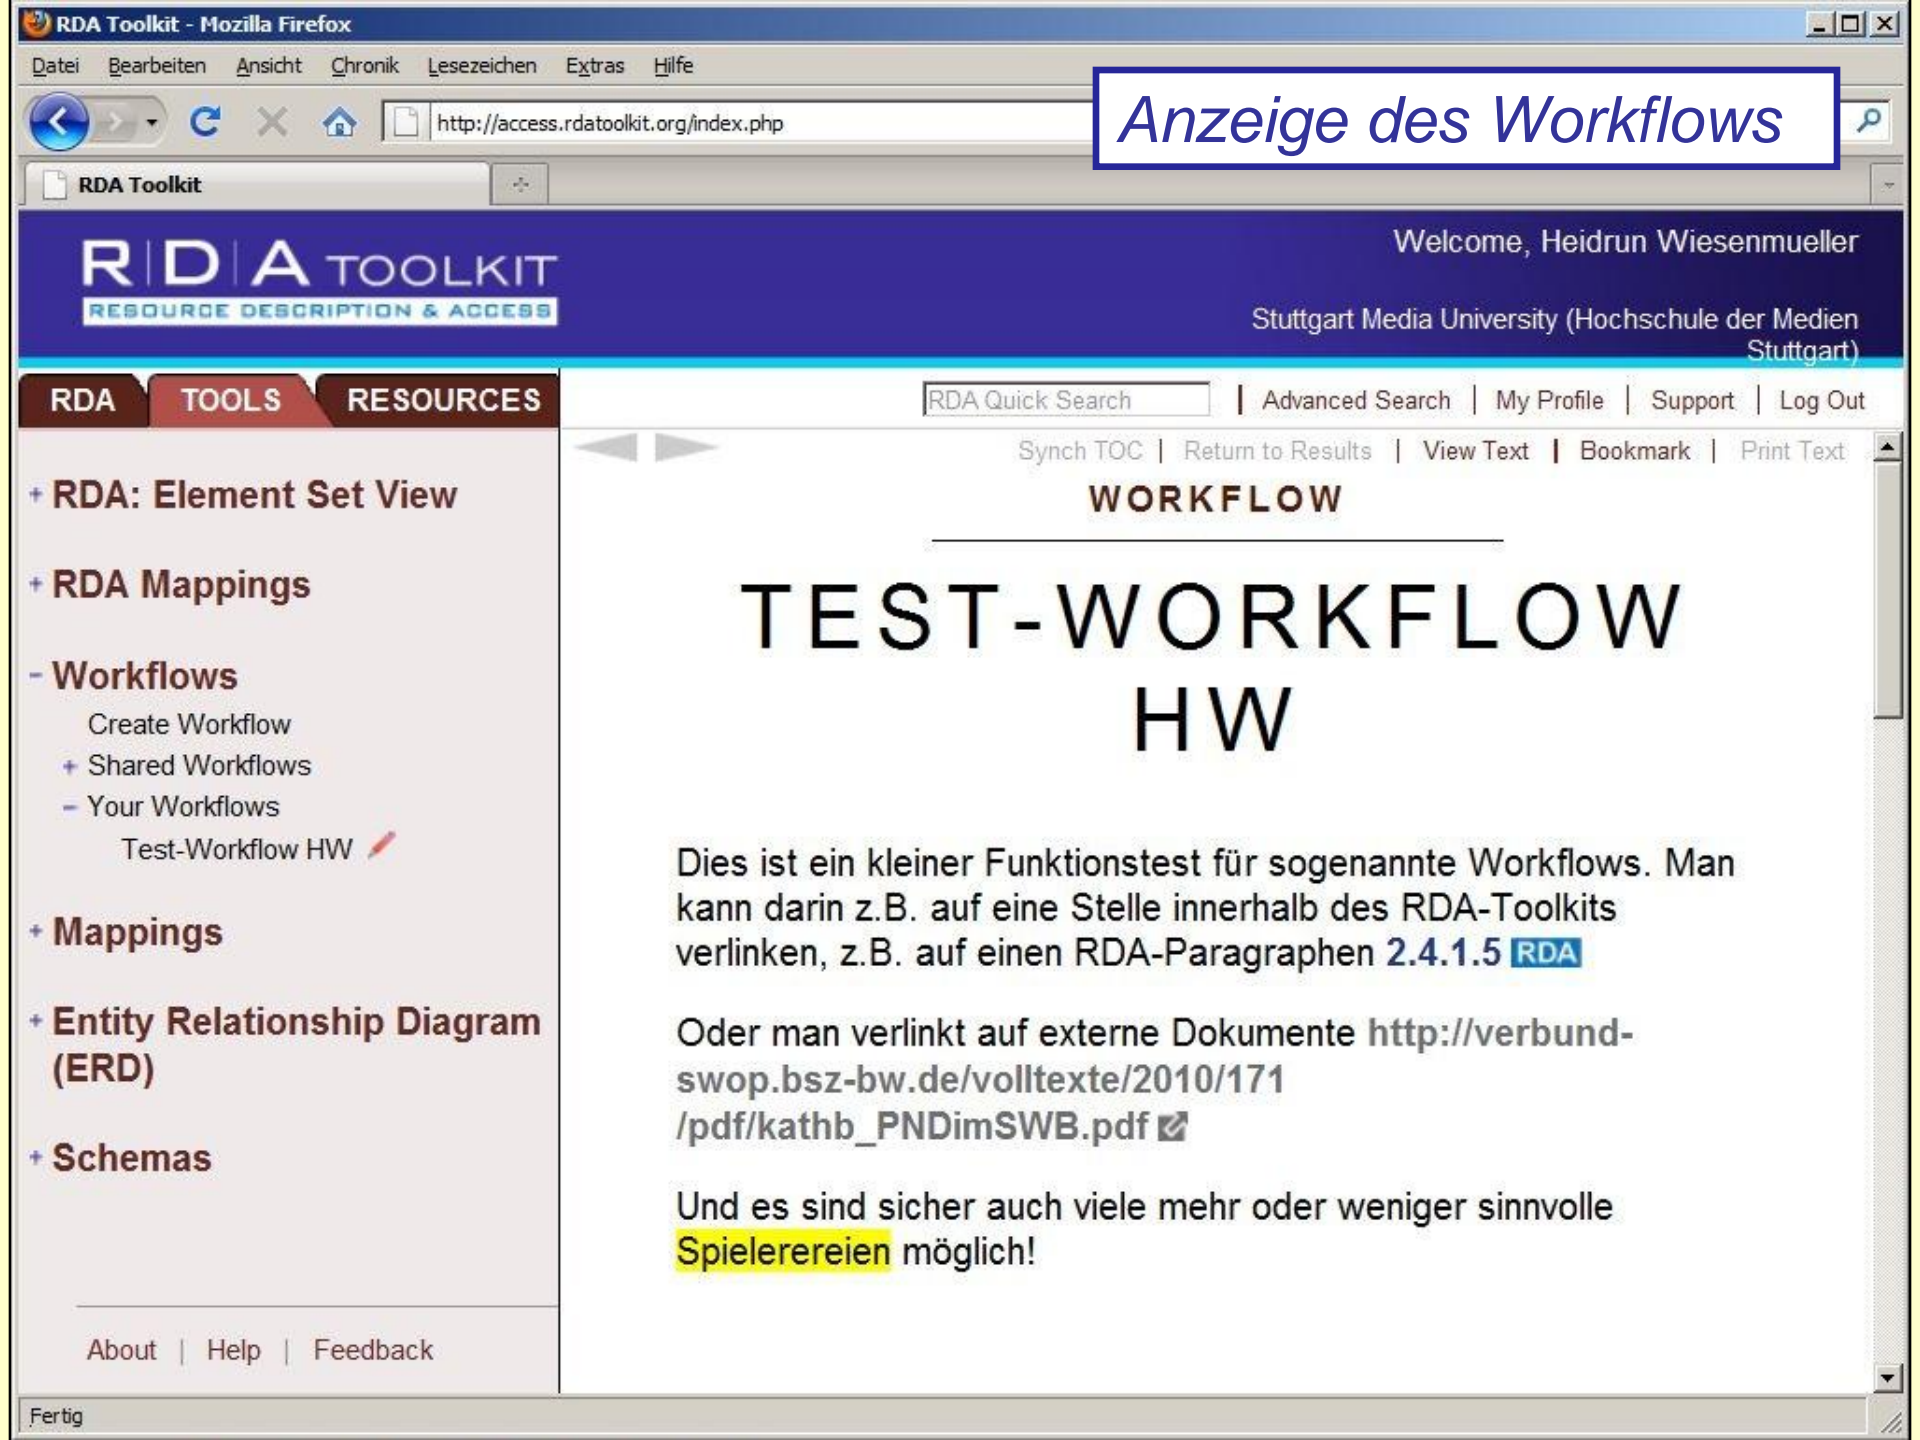 RDA Toolkit - Mozilla Firefox
Datei Bearbeiten Ansicht Chronik Lesezeichen Extras Hilfe
Anzeige des Workflows
http://access.rdatoolkit.org/index.php
RDA Toolkit
R|D|A TOOLKIT
RESOURCE DESCRIPTION & ACCESS
Welcome, Heidrun Wiesenmueller
Stuttgart Media University (Hochschule der Medien
Stuttgart)
RDA TOOLS RESOURCES
RDA Quick Search | Advanced Search | My Profile | Support | Log Out
Synch TOC | Return to Results | View Text | Bookmark | Print Text
+ RDA: Element Set View
+ RDA Mappings
- Workflows
Create Workflow
+ Shared Workflows
- Your Workflows
Test-Workflow HW
+ Mappings
+ Entity Relationship Diagram
(ERD)
+ Schemas
About | Help | Feedback
WORKFLOW
TEST-WORKFLOW
HW
Dies ist ein kleiner Funktionstest für sogenannte Workflows. Man
kann darin z.B. auf eine Stelle innerhalb des RDA-Toolkits
verlinken, z.B. auf einen RDA-Paragraphen 2.4.1.5 RDA
Oder man verlinkt auf externe Dokumente http://verbund-
swop.bsz-bw.de/volltexte/2010/171
/pdf/kathb_PNDimSWB.pdf
Und es sind sicher auch viele mehr oder weniger sinnvolle
Spielerereien möglich!
Fertig